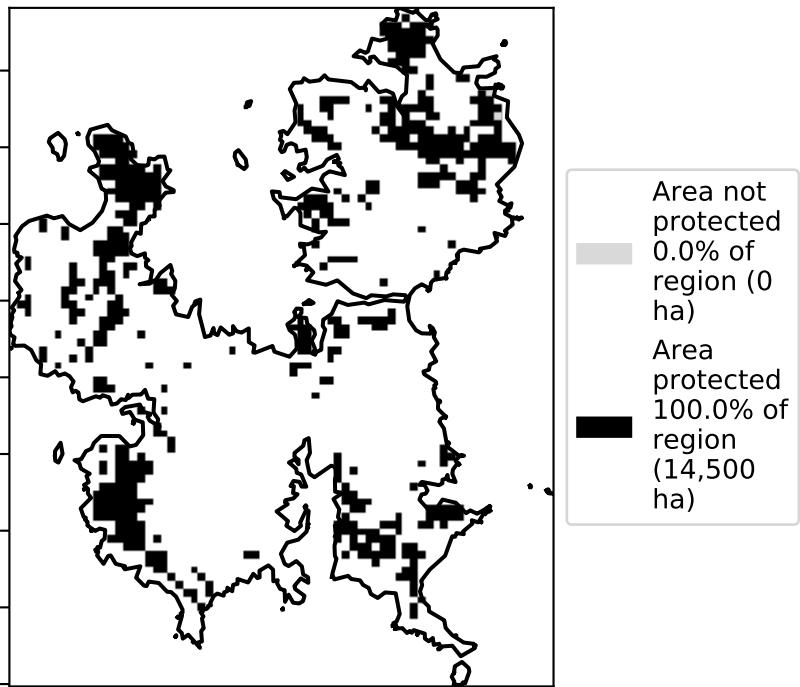 Area not
protected
0.0% of
region (0
ha)
Area
protected
100.0% of
region
(14,500
ha)